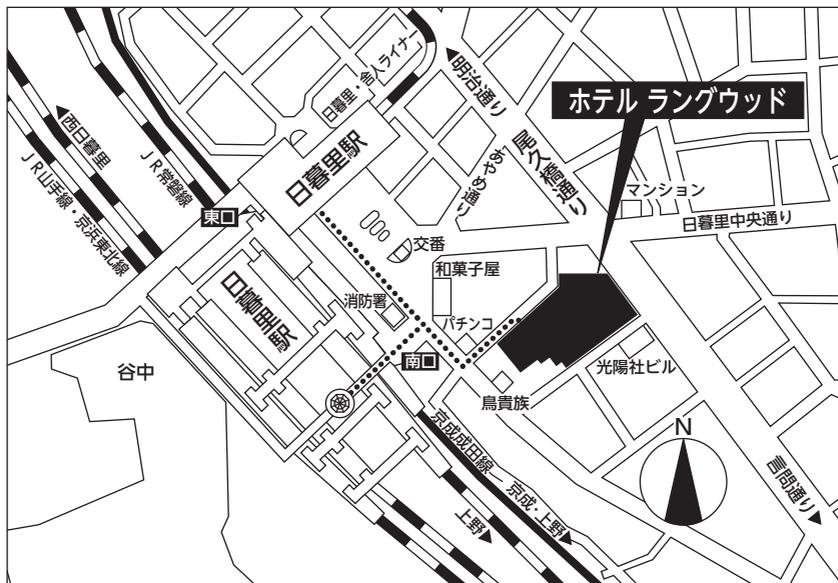 日暮里・舎人ライナー
明治通り
ホテル ラングウッド
尾久橋通り
マンション
日暮里中央通り
西日暮里
JR常磐線
JR山手線・京浜東北線
日暮里駅
東口
おやめ通り
交番
和菓子屋
日暮里駅
消防署
パチンコ
南口
光陽社ビル
谷中
鳥貴族
N
京成成田線
京成・上野
上野
言問通り